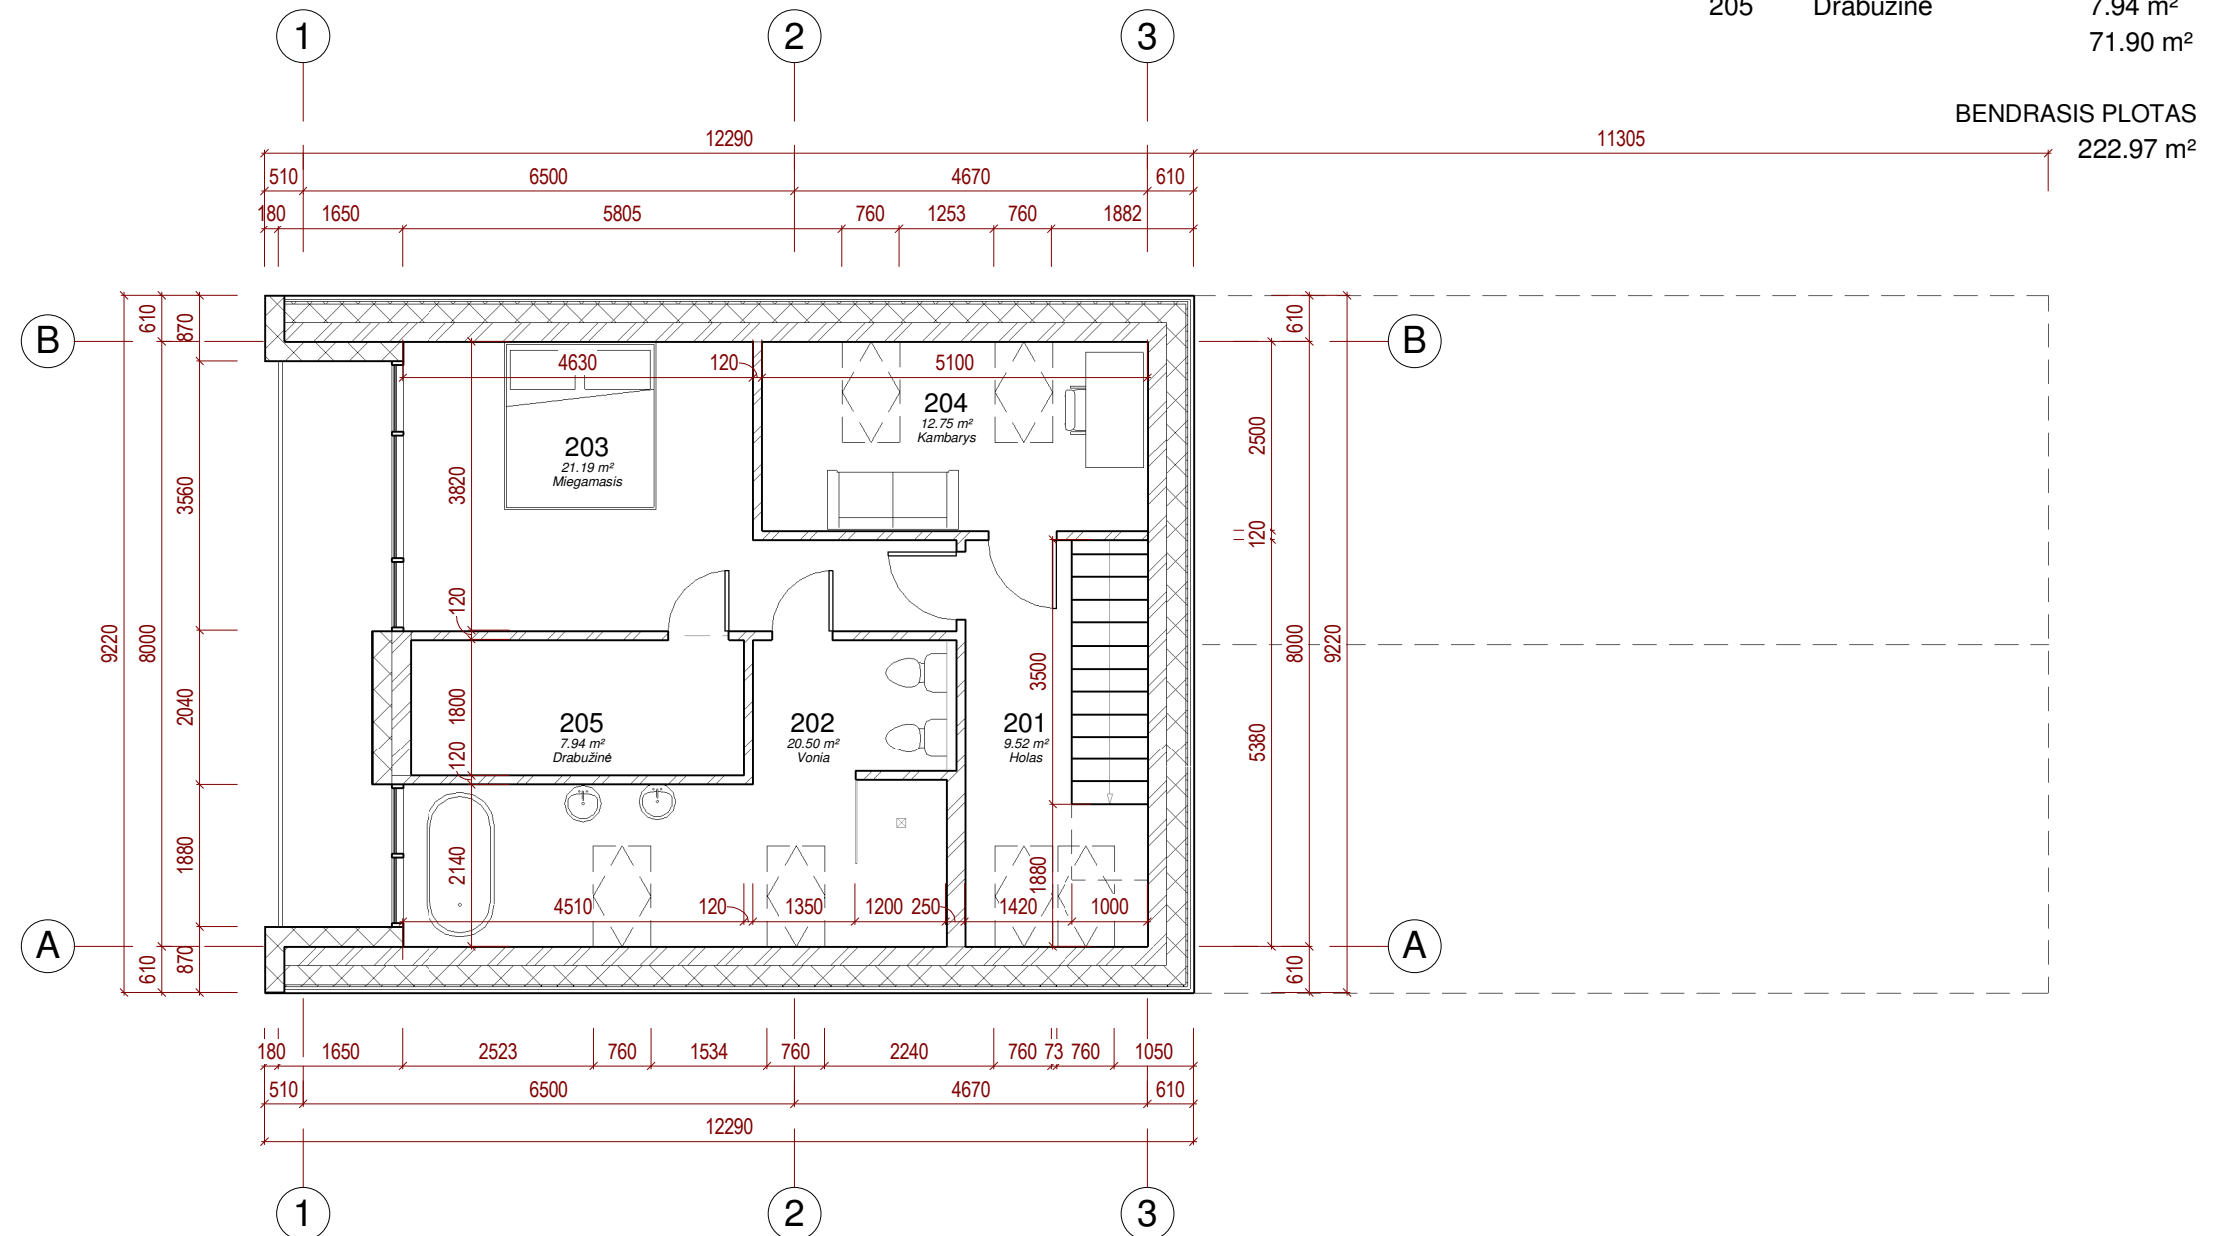 205 Drabužinė 7.94 m²
71.90 m²
BENDRASIS PLOTAS
222.97 m²
1 2 3
12290 11305
510 6500 4670 610
180 1650 5805 760 1253 760 1882
B
B
A
A
610
870
3560
2040
1880
870
610
8000
9220
610
2500
120
5380
8000
9220
610
4630 120 5100
3820
120
1800
120
2140
203
21.19 m²
Miegamasis
204
12.75 m²
Kambarys
205
7.94 m²
Drabužinė
202
20.50 m²
Vonia
201
9.52 m²
Holas
3500
1880
4510 120 1350 1200 250 1420 1000
180 1650 2523 760 1534 760 2240 760 73 760 1050
510 6500 4670 610
12290
1 2 3